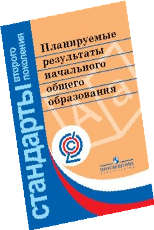 стандарты
второго
поколения
Планируемые
результаты
начального
общего
образования